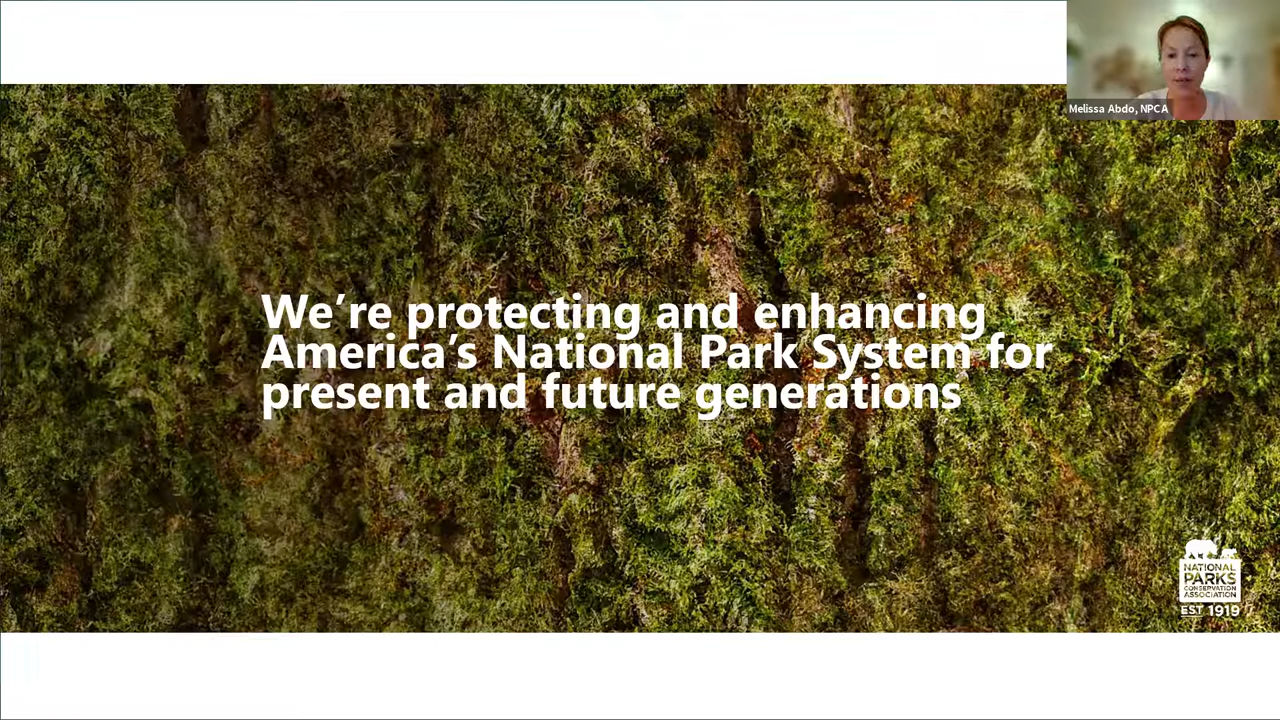 Melissa Abdo, NPCA
We're protecting and enhancing
America's National Park System for
present and future generations
NATIONAL
PARKS
CONSERVATION
ASSOCIATION
EST 1919